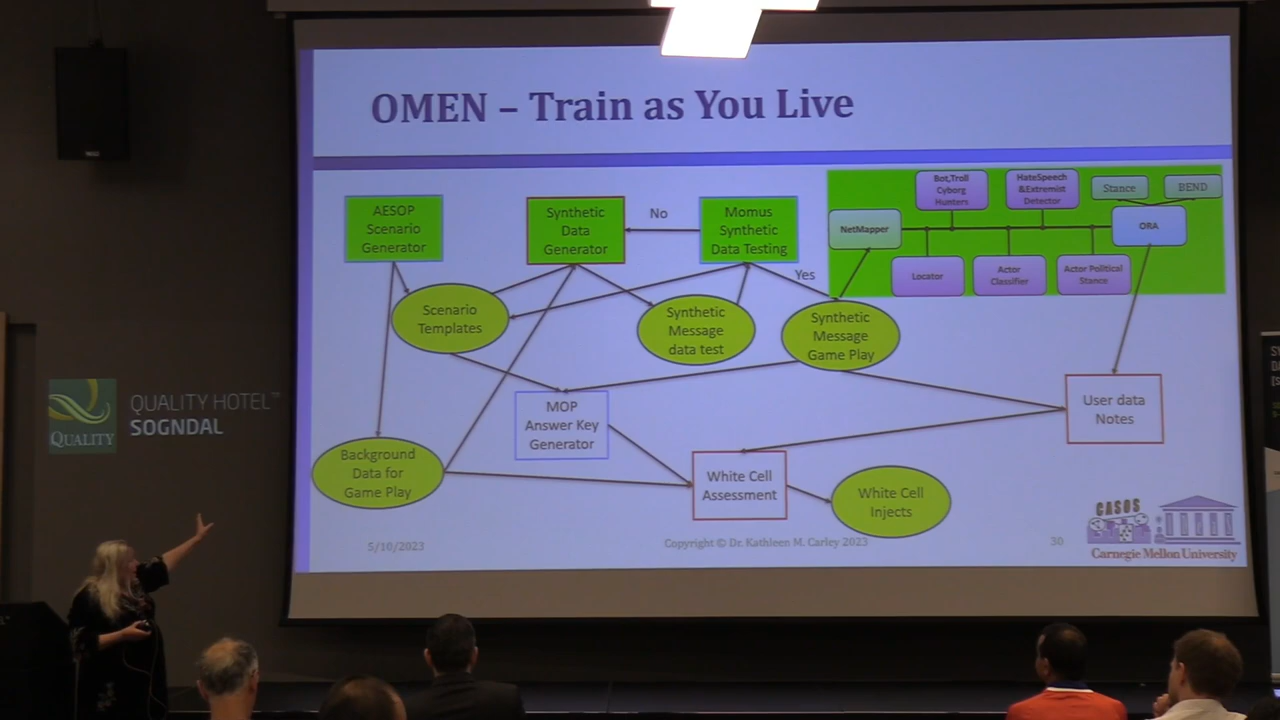 OMEN – Train as You Live
AESOP
Scenario
Generator
Synthetic
Data
Generator
No
Momus
Synthetic
Data Testing
Yes
Bot,Troll
Cyborg
Hunters
HateSpeech
&Extremist
Detector
Stance
BEND
NetMapper
ORA
Locator
Actor
Classifier
Actor Political
Stance
Scenario
Templates
Synthetic
Message
data test
Synthetic
Message
Game Play
MOP
Answer Key
Generator
User data
Notes
Background
Data for
Game Play
White Cell
Assessment
White Cell
Injects
5/10/2023
Copyright © Dr. Kathleen M. Carley 2023
30
CASOS
Carnegie Mellon University
QUALITY
QUALITY HOTEL™
SOGNDAL